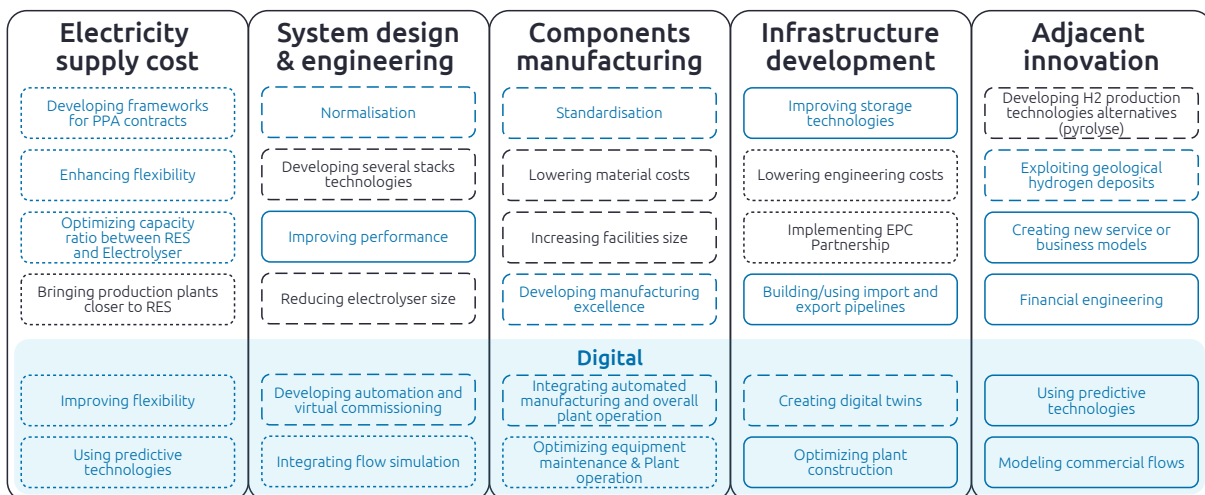 Electricity
supply cost
Developing frameworks
for PPA contracts
Enhancing flexibility
Optimizing capacity
ratio between RES
and Electrolyser
Bringing production plants
closer to RES
System design
& engineering
Normalisation
Developing several stacks
technologies
Improving performance
Reducing electrolyser size
Components
manufacturing
Standardisation
Lowering material costs
Increasing facilities size
Developing manufacturing
excellence
Infrastructure
development
Improving storage
technologies
Lowering engineering costs
Implementing EPC
Partnership
Building/using import and
export pipelines
Adjacent
innovation
Developing H2 production
technologies alternatives
(pyrolyse)
Exploiting geological
hydrogen deposits
Creating new service or
business models
Financial engineering
Digital
Improving flexibility
Using predictive
technologies
Developing automation and
virtual commissioning
Integrating flow simulation
Integrating automated
manufacturing and overall
plant operation
Optimizing equipment
maintenance & Plant
operation
Creating digital twins
Optimizing plant
construction
Using predictive
technologies
Modeling commercial flows